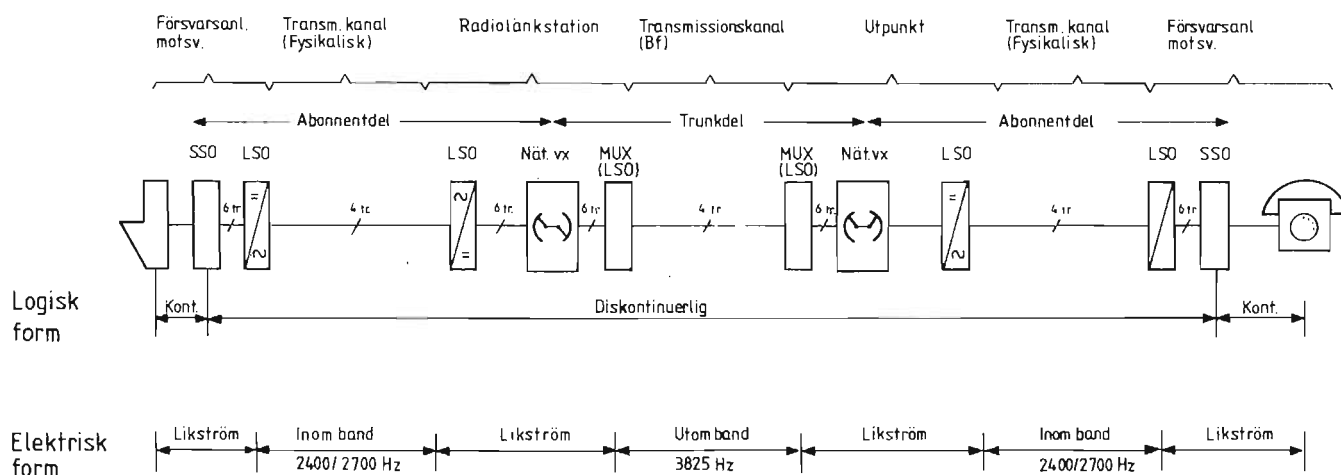 Försvarsanl. motsv.
Transm. kanal (Fysikalisk)
Radiolänkstation
Transmissionskanal (Bf)
Utpunkt
Transm. kanal (Fysikalisk)
Försvarsanl motsv.
Abonnentdel
Trunkdel
Abonnentdel
SSO
LSO
LSO
Nät. vx
MUX (LSO)
MUX (LSO)
Nät. vx
LSO
LSO
SSO
6 tr.
4 tr.
6 tr.
6 tr
4 tr
6 tr.
4 tr
6 tr.
Logisk form
Kont.
Diskontinuerlig
Kont.
Elektrisk form
Likström
Inom band
2400/2700 Hz
Likström
Utom band
3825 Hz
Likström
Inom band
2400/2700 Hz
Likström